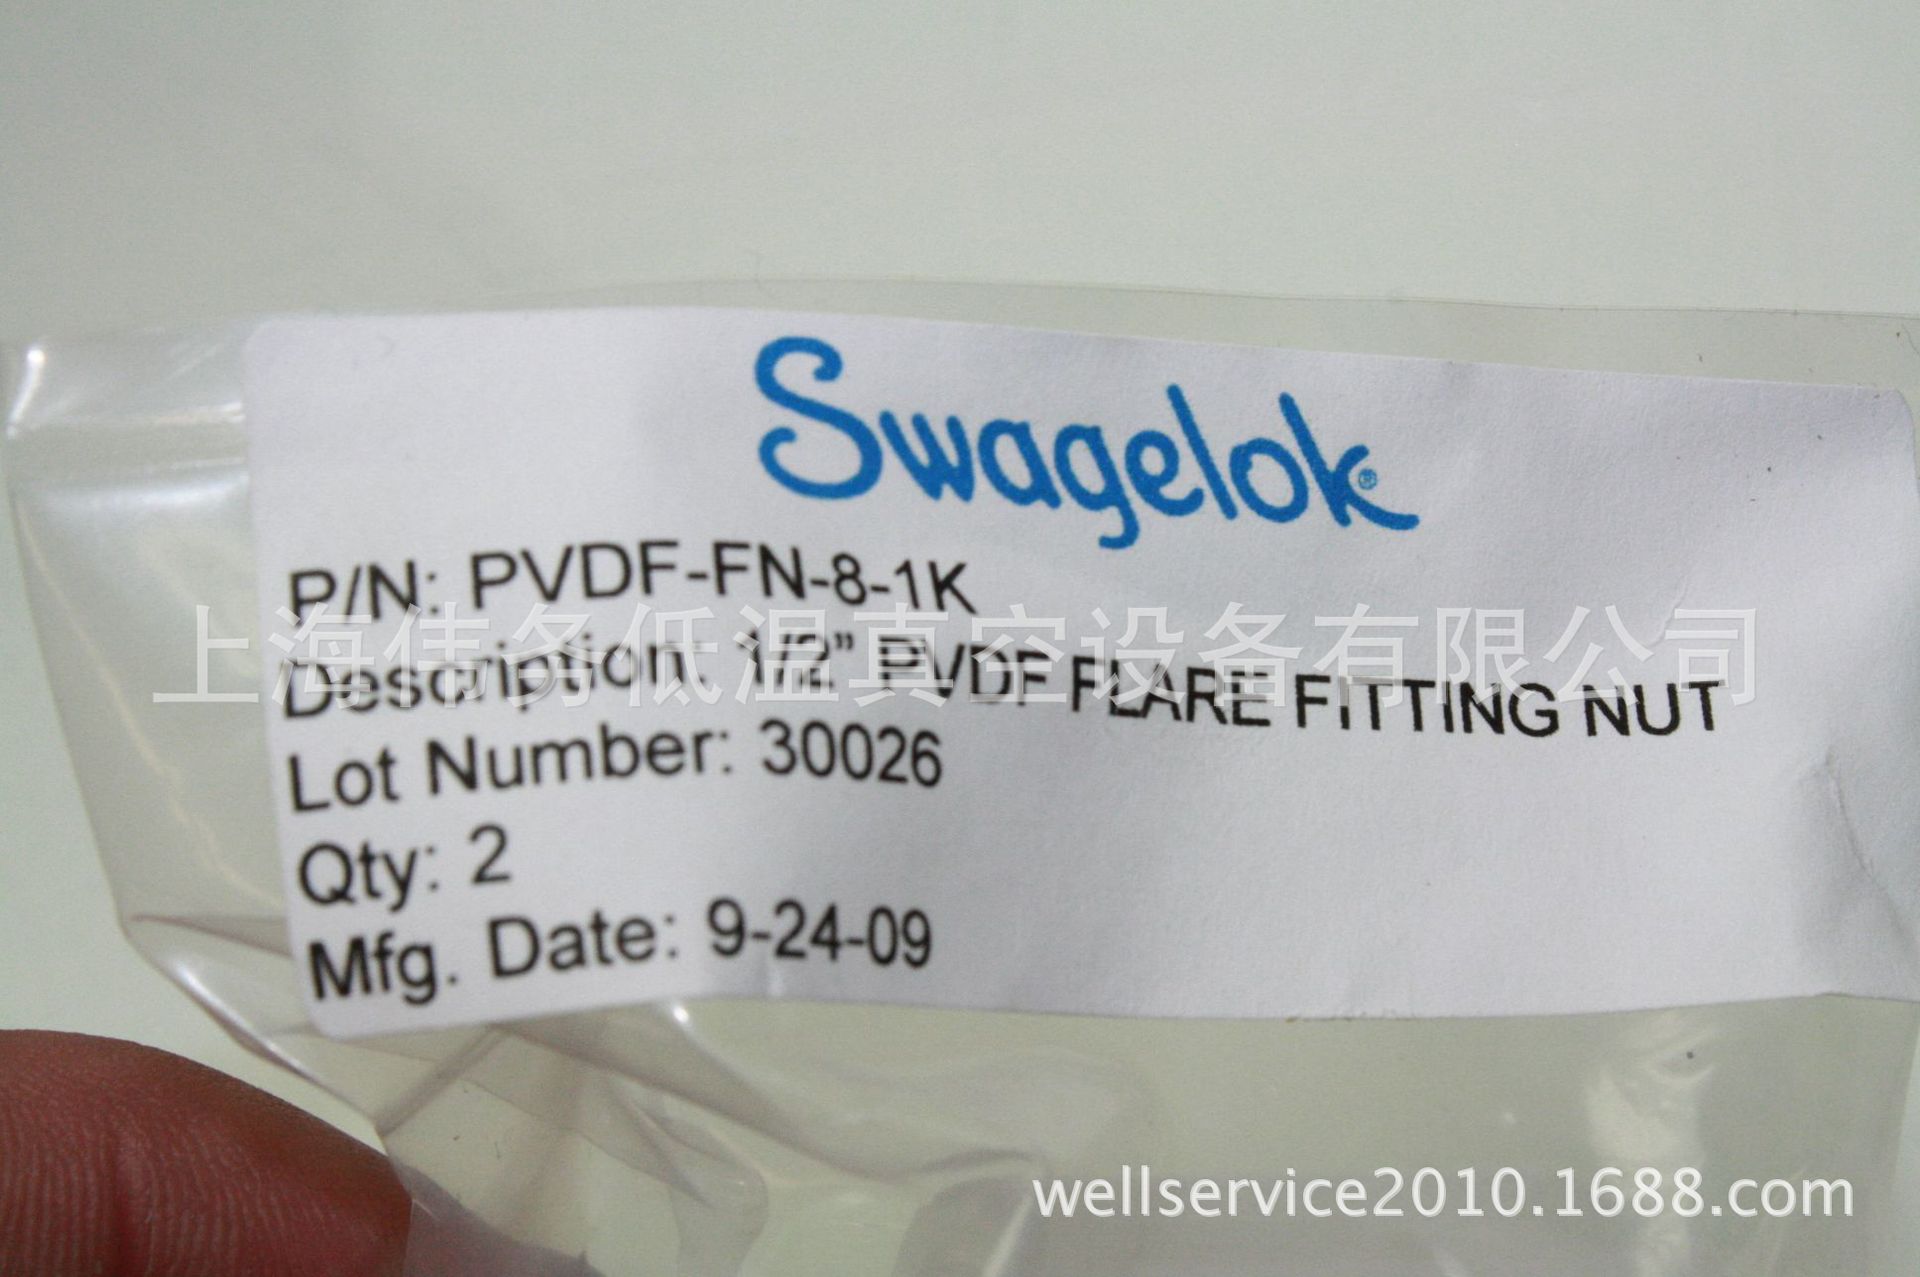 Swagelok®
P/N: PVDF-FN-8-1K
上海伟务低温真空设备有限公司
Description: 1/2” PVDF FLARE FITTING NUT
Lot Number: 30026
Qty: 2
Mfg. Date: 9-24-09
wellservice2010.1688.com